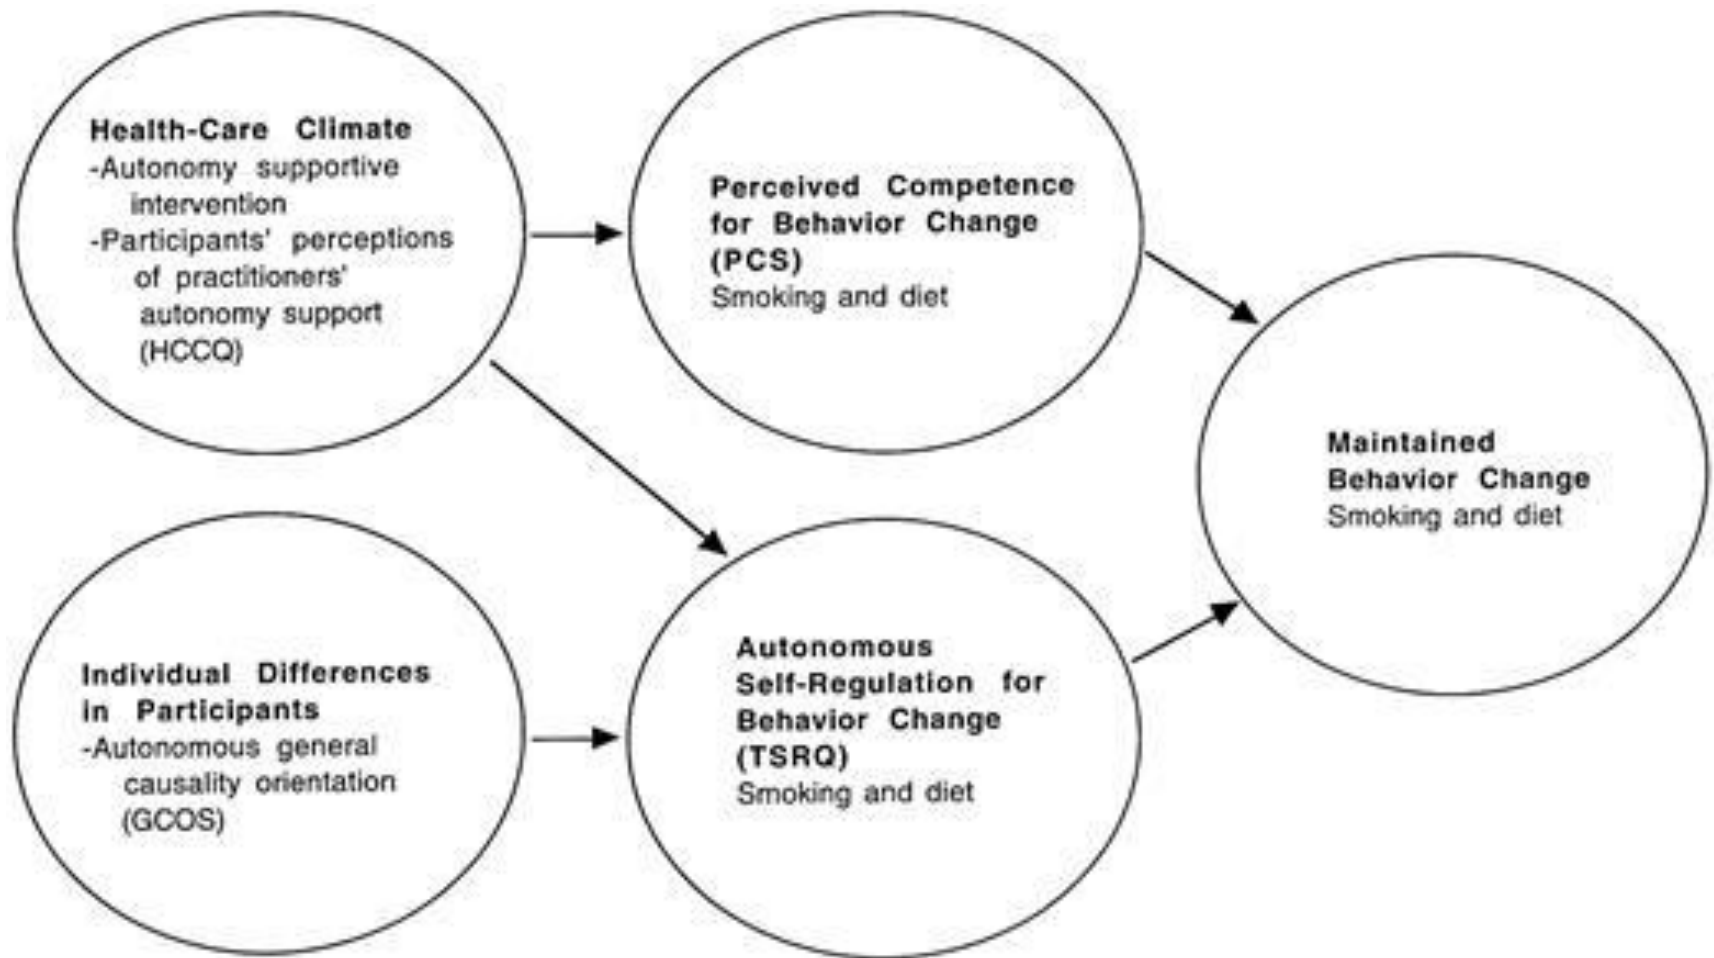 Health-Care Climate
-Autonomy supportive
intervention
-Participants' perceptions
of practitioners'
autonomy support
(HCCQ)
Perceived Competence
for Behavior Change
(PCS)
Smoking and diet
Individual Differences
in Participants
-Autonomous general
causality orientation
(GCOS)
Autonomous
Self-Regulation for
Behavior Change
(TSRQ)
Smoking and diet
Maintained
Behavior Change
Smoking and diet